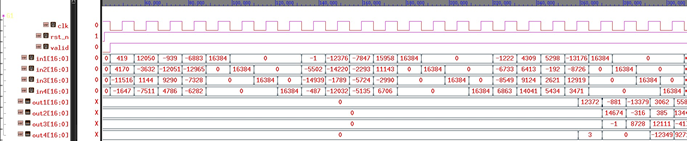 clk 0
rst_n 1
valid 0
in1[16:0] 0 419 12050 -939 -6883 16384 0 -1 -12376 -7847 15958 16384 0 -1222 4309 5298 -13176 16384 0
in2[16:0] 0 4170 -3632 -12051 -12965 0 16384 0 -5502 -14220 -2293 11143 0 16384 0 -6733 6413 -192 -8726 0 16384 0
in3[16:0] 0 -11516 1144 9290 -7328 0 16384 0 -14939 -1789 -5724 -2990 0 16384 0 -8549 9124 2621 12919 0 16384 0
in4[16:0] 0 -1647 -7511 4786 -6282 0 16384 -487 -12032 -5135 6706 0 16384 6863 14041 5434 3471 0 16384
out1[16:0] X 0 12372 -881 -13379 3062 558
out2[16:0] X 0 14674 -316 385 1344
out3[16:0] X 0 -1 8728 12111 -41
out4[16:0] X 0 3 0 -12349 927